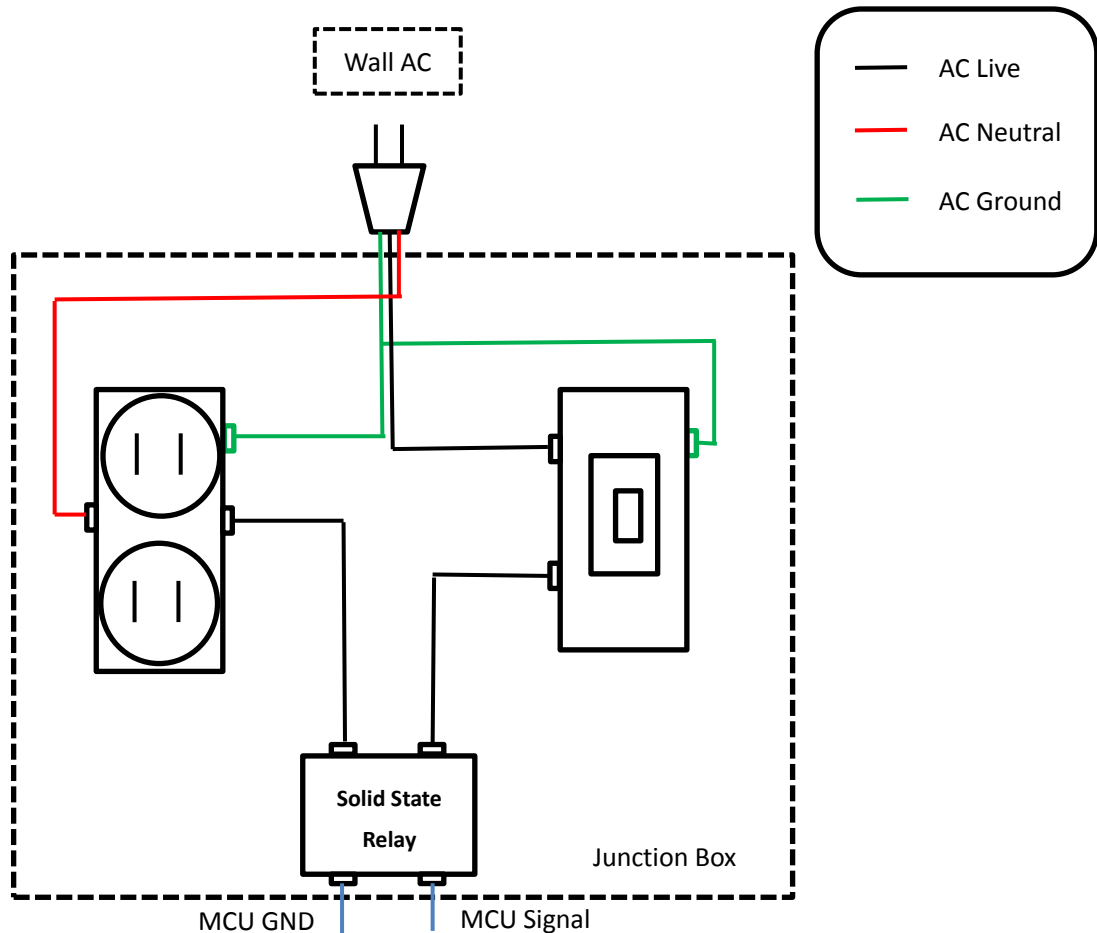 Wall AC
AC Live
AC Neutral
AC Ground
Solid State
Relay
Junction Box
MCU GND
MCU Signal